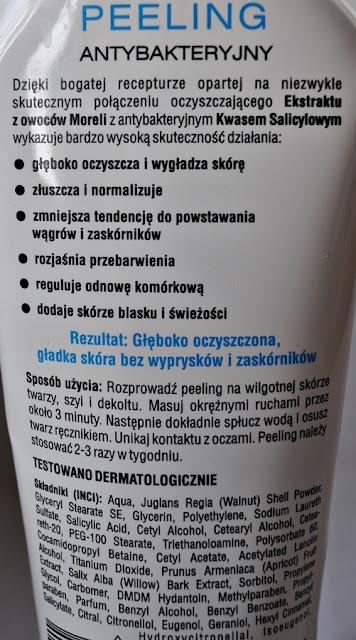 PEELING
ANTYBAKTERYJNY
Dzięki bogatej recepturze opartej na niezwykle
skutecznym połączeniu oczyszczającego Ekstraktu
z owoców Moreli z antybakteryjnym Kwasem Salicylowym
wykazuje bardzo wysoką skuteczność działania:
● głęboko oczyszcza i wygładza skórę
● złuszcza i normalizuje
● zmniejsza tendencję do powstawania
wągrów i zaskórników
● rozjaśnia przebarwienia
● reguluje odnowę komórkową
● dodaje skórze blasku i świeżości
Rezultat: Głęboko oczyszczona,
gładka skóra bez wyprysków i zaskórników
Sposób użycia: Rozprowadź peeling na wilgotnej skórze
twarzy, szyi i dekoltu. Masuj okrężnymi ruchami przez
około 3 minuty. Następnie dokładnie spłucz wodą i osusz
twarz ręcznikiem. Unikaj kontaktu z oczami. Peeling należy
stosować 2-3 razy w tygodniu.
TESTOWANO DERMATOLOGICZNIE
Składniki (INCI): Aqua, Juglans Regia (Walnut) Shell Powder,
Glyceryl Stearate SE, Glycerin, Polyethylene, Sodium Laureth
Sulfate, Salicylic Acid, Cetyl Alcohol, Cetearyl Alcohol, Cetea-
reth-20, PEG-100 Stearate, Triethanoloamine, Polysorbate 60,
Cocamidopropyl Betaine, Cetyl Acetate, Acetylated Lanolin
Alcohol, Titanium Dioxide, Prunus Armeniaca (Apricot) Fruit
Extract, Salix Alba (Willow) Bark Extract, Sorbitol, Propylene
Glycol, Carbomer, DMDM Hydantoin, Methylparaben, Propyl-
paraben, Parfum, Benzyl Alcohol, Benzyl Benzoate, Benzyl
Salicylate, Citral, Citronellol, Eugenol, Geraniol, Hexyl Cinnamal,
Hydroxycitronellal, Isoeugenol,